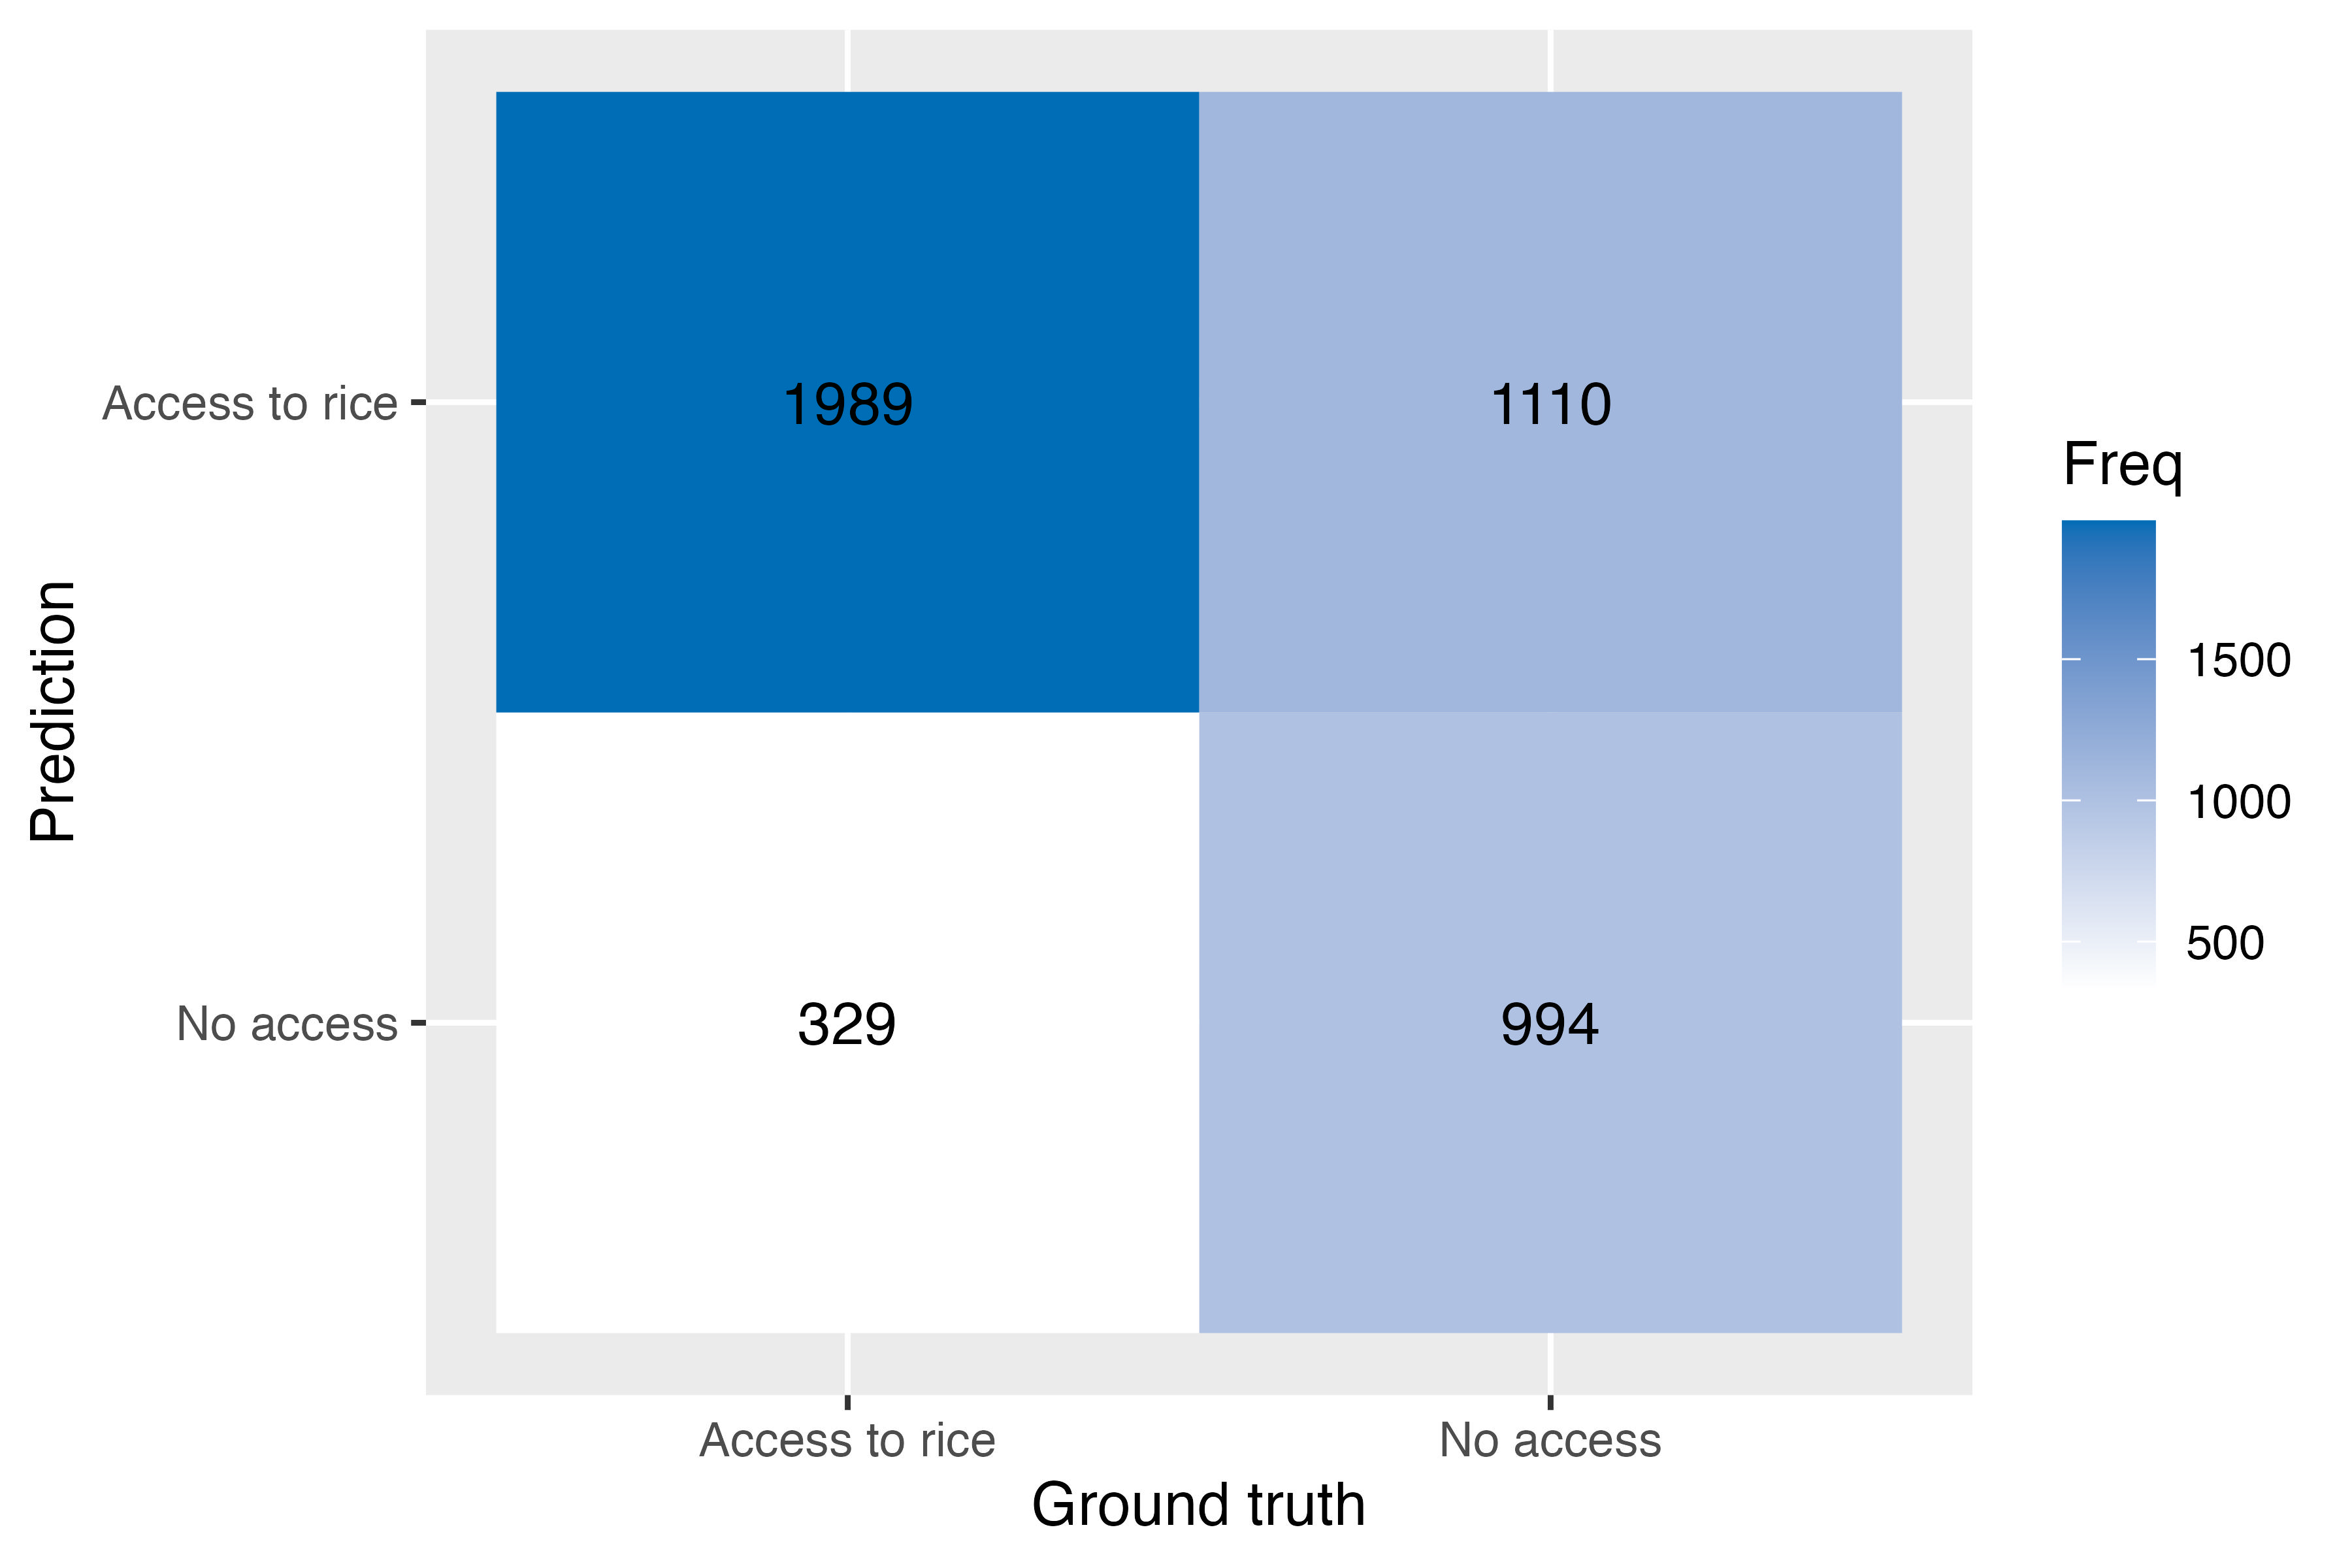 Prediction
Access to rice
No access
1989
1110
329
994
Access to rice
No access
Ground truth
Freq
1500
1000
500